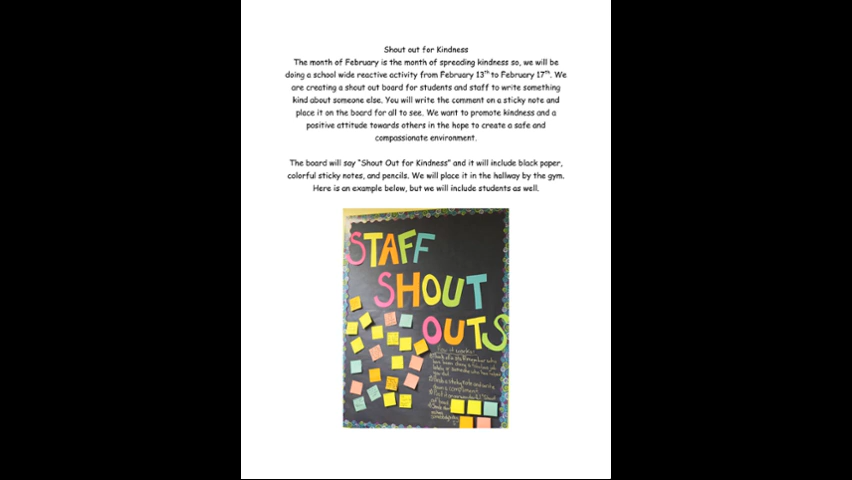 Shout out for Kindness
The month of February is the month of spreading kindness so, we will be
doing a school wide reactive activity from February 13th to February 17th. We
are creating a shout out board for students and staff to write something
kind about someone else. You will write the comment on a sticky note and
place it on the board for all to see. We want to promote kindness and a
positive attitude towards others in the hope to create a safe and
compassionate environment.
The board will say “Shout Out for Kindness” and it will include black paper,
colorful sticky notes, and pencils. We will place it in the hallway by the gym.
Here is an example below, but we will include students as well.
STAFF
SHOUT
OUTS